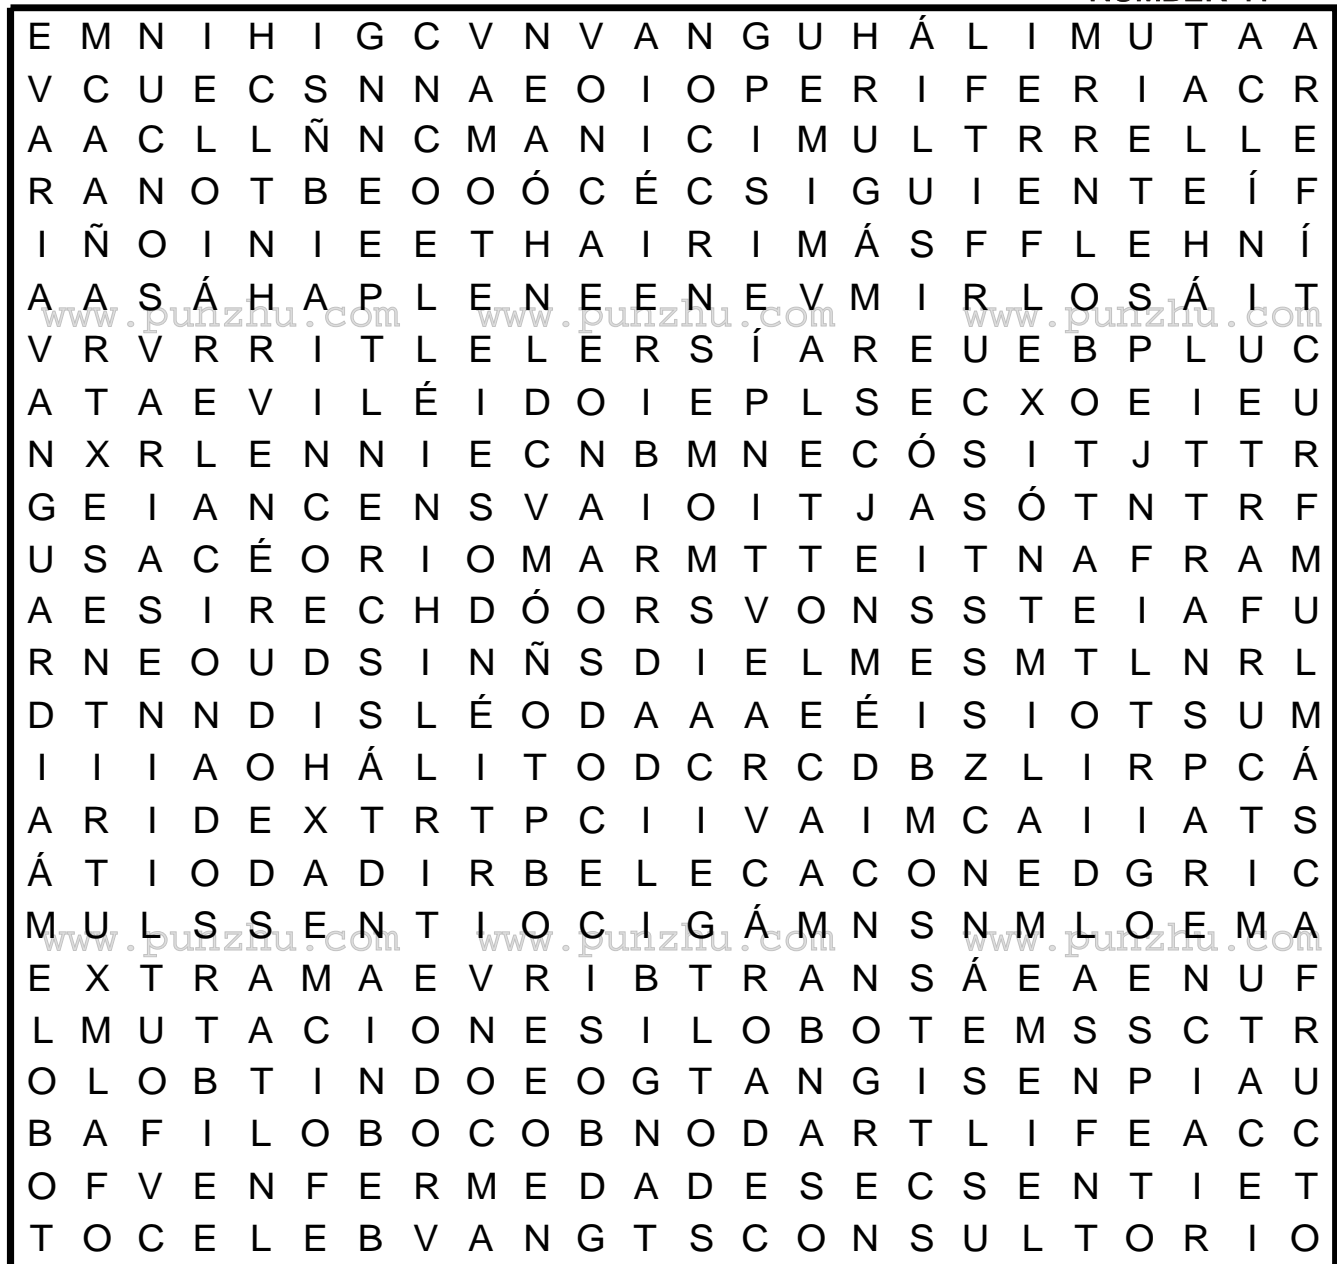 E M N I H I G C V N V A N G U H Á L I M U T A A
V C U E C S N N A E O I O P E R I F E R I A C R
A A C L L Ñ N C M A N I C I M U L T R R E L L E
R A N O T B E O O Ó C É C S I G U I E N T E Í F
I Ñ O I N I E E T H A I R I M Á S F F L E H N Í
A A S Á H A P L E N E E N E V M I R L O S Á I T
www.punzhu.com www.punzhu.com www.punzhu.com
V R V R R I T L E L E R S Í A R E U E B P L U C
A T A E V I L É I D O I E P L S E C X O E I E U
N X R L E N N I E C N B M N E C Ó S I T J T T R
G E I A N C E N S V A I O I T J A S Ó T N T R F
U S A C É O R I O M A R M T T E I T N A F R A M
A E S I R E C H D Ó O R S V O N S S T E I A F U
R N E O U D S I N Ñ S D I E L M E S M T L N R L
D T N N D I S L É O D A A A E É I S I O T S U M
I I I A O H Á L I T O D C R C D B Z L I R P C Á
A R I D E X T R T P C I I V A I M C A I I A T S
Á T I O D A D I R B E L E C A C O N E D G R I C
M U L S S E N T I O C I G Á M N S N M L O E M A
www.punzhu.com www.punzhu.com www.punzhu.com
E X T R A M A E V R I B T R A N S Á E A E N U F
L M U T A C I O N E S I L O B O T E M S S C T R
O L O B T I N D O E O G T A N G I S E N P I A U
B A F I L O B O C O B N O D A R T L I F E A C C
O F V E N F E R M E D A D E S E C S E N T I E T
T O C E L E B V A N G T S C O N S U L T O R I O